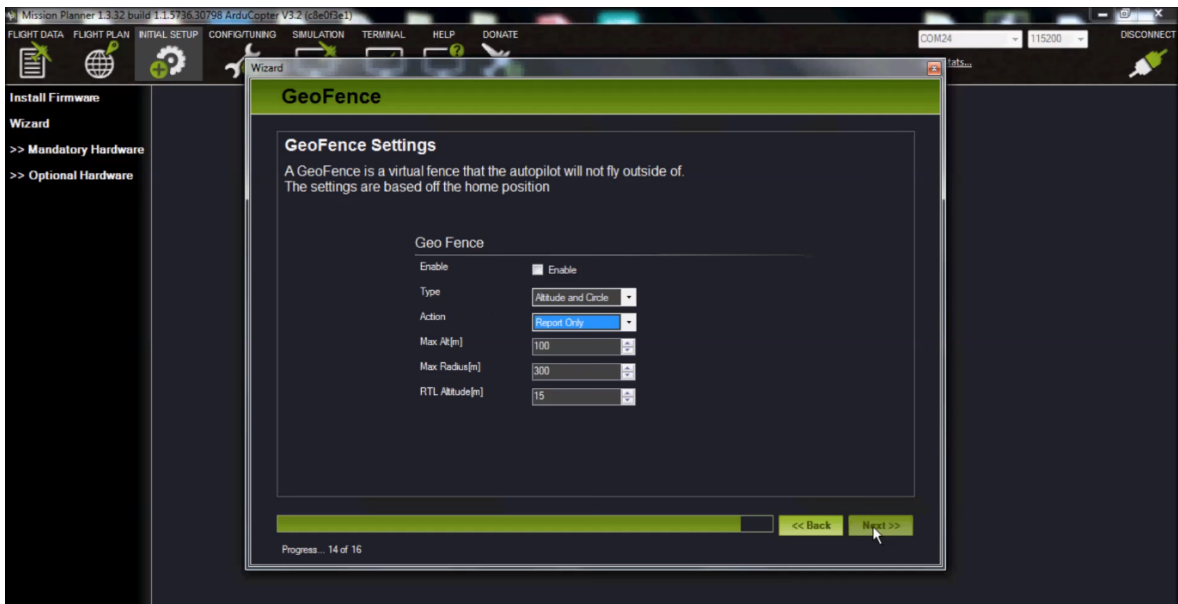 Mission Planner 1.3.32 build 1.1.5736.30798 ArduCopter V3.2 (c8e0f3e1)
FLIGHT DATA FLIGHT PLAN INITIAL SETUP CONFIG/TUNING SIMULATION TERMINAL HELP DONATE
COM24 115200 DISCONNECT
tats...
Wizard
Install Firmware
Wizard
>> Mandatory Hardware
>> Optional Hardware
GeoFence
GeoFence Settings
A GeoFence is a virtual fence that the autopilot will not fly outside of.
The settings are based off the home position
Geo Fence
Enable Enable
Type Altitude and Circle
Action Report Only
Max Alt[m] 100
Max Radius[m] 300
RTL Altitude[m] 15
<< Back Next >>
Progress... 14 of 16